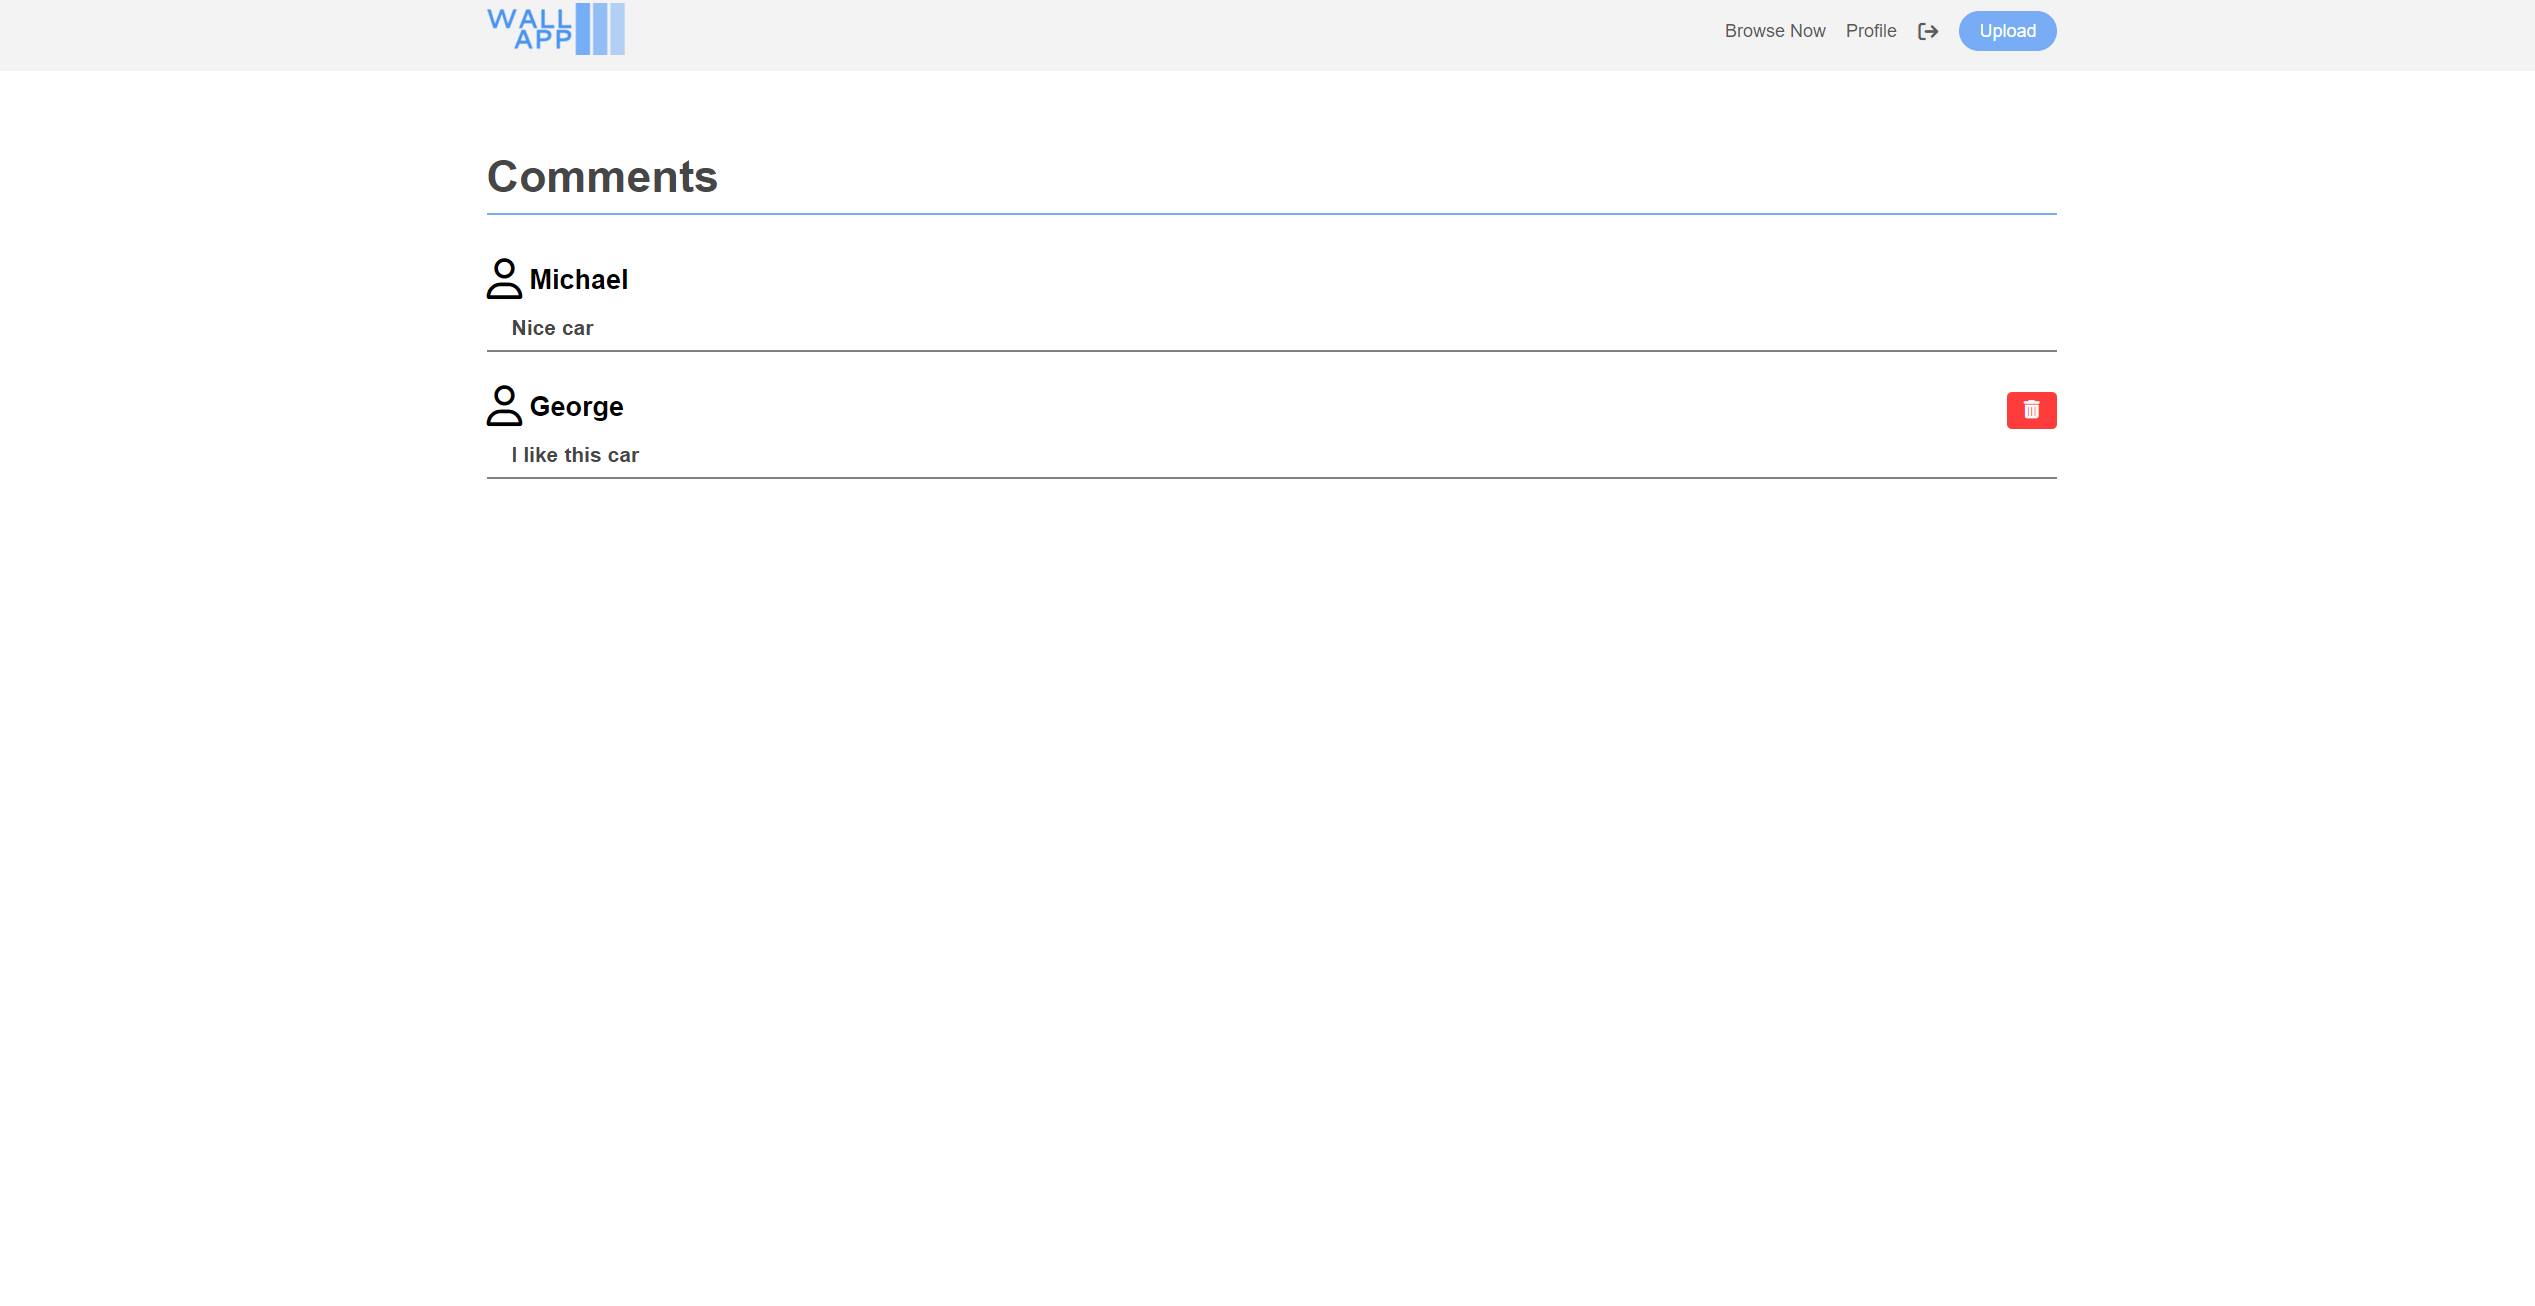 WALL
APP
Browse Now Profile Upload
Comments
Michael
Nice car
George
I like this car